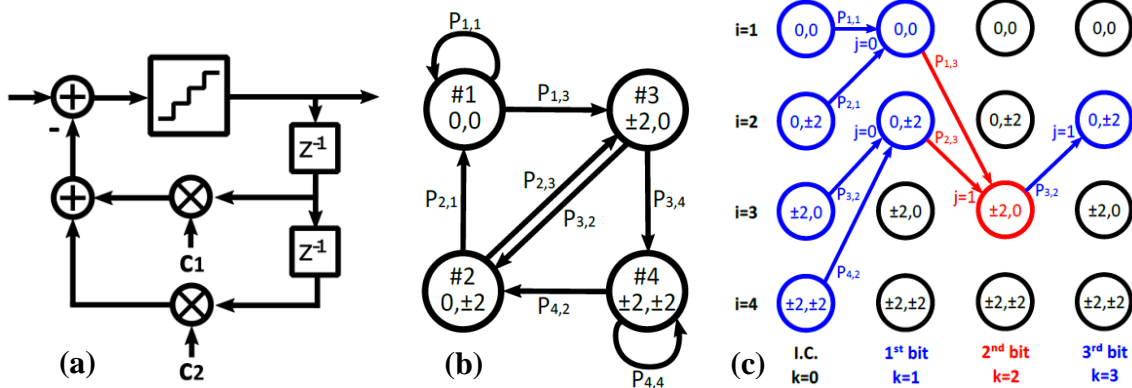 -
Z⁻¹
C1
Z⁻¹
C2
(a)
P1,1
#1
0,0
P1,3
#3
±2,0
P2,1
P2,3
P3,2
P3,4
#2
0,±2
P4,2
#4
±2,±2
P4,4
(b)
i=1
0,0
P1,1
0,0
0,0
0,0
j=0
P1,3
P2,1
i=2
0,±2
j=0
0,±2
0,±2
j=1
0,±2
P2,3
P3,2
j=1
P3,2
i=3
±2,0
±2,0
±2,0
±2,0
P4,2
i=4
±2,±2
±2,±2
±2,±2
±2,±2
(c)
I.C.
1st bit
2nd bit
3rd bit
k=0
k=1
k=2
k=3